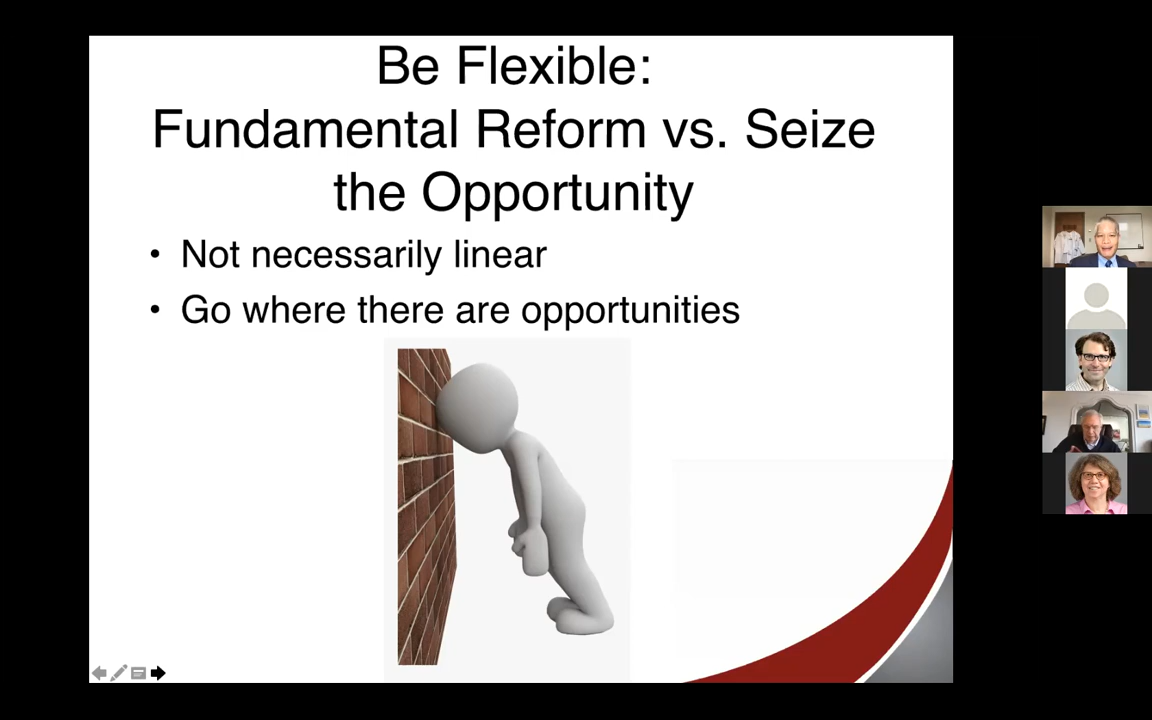 Be Flexible:
Fundamental Reform vs. Seize
the Opportunity
• Not necessarily linear
• Go where there are opportunities